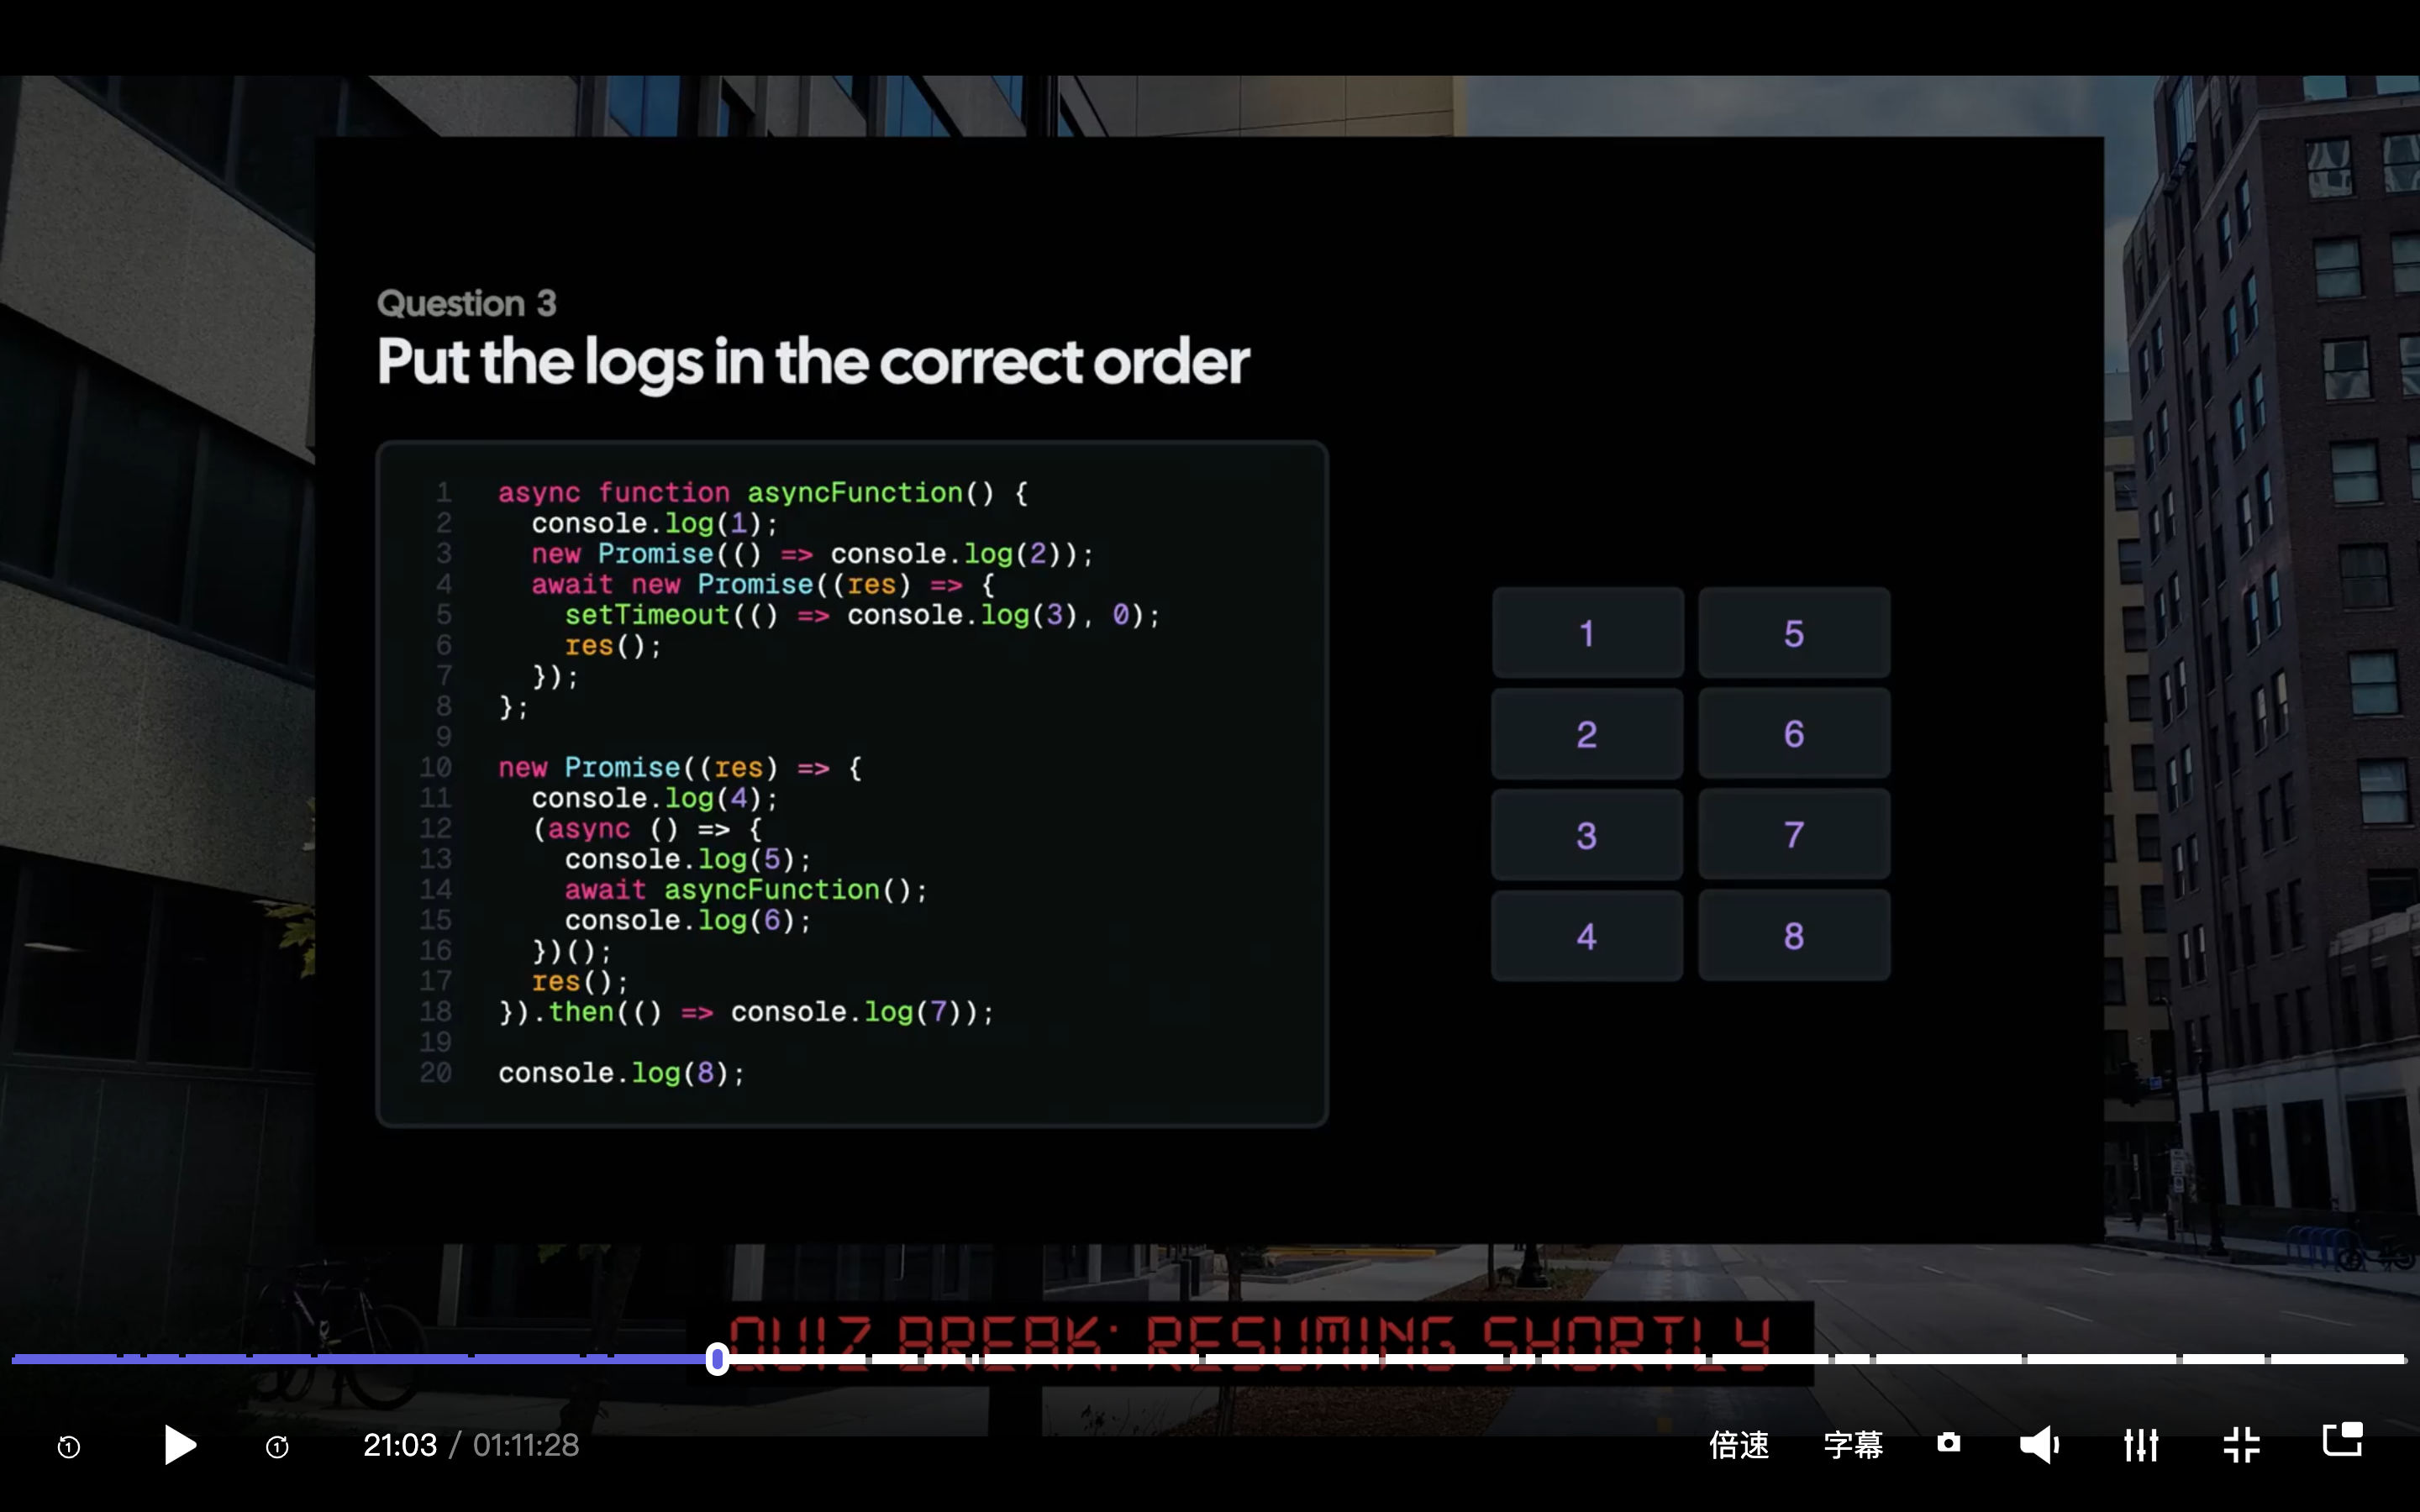 Question 3
Put the logs in the correct order
1 async function asyncFunction() {
2   console.log(1);
3   new Promise(() => console.log(2));
4   await new Promise((res) => {
5     setTimeout(() => console.log(3), 0);
6     res();
7   });
8 };
9
10 new Promise((res) => {
11   console.log(4);
12   (async () => {
13     console.log(5);
14     await asyncFunction();
15     console.log(6);
16   })();
17   res();
18 }).then(() => console.log(7));
19
20 console.log(8);
1 5
2 6
3 7
4 8
QUIZ BREAK: RESUMING SHORTLY
1 1 21:03 / 01:11:28 倍速 字幕